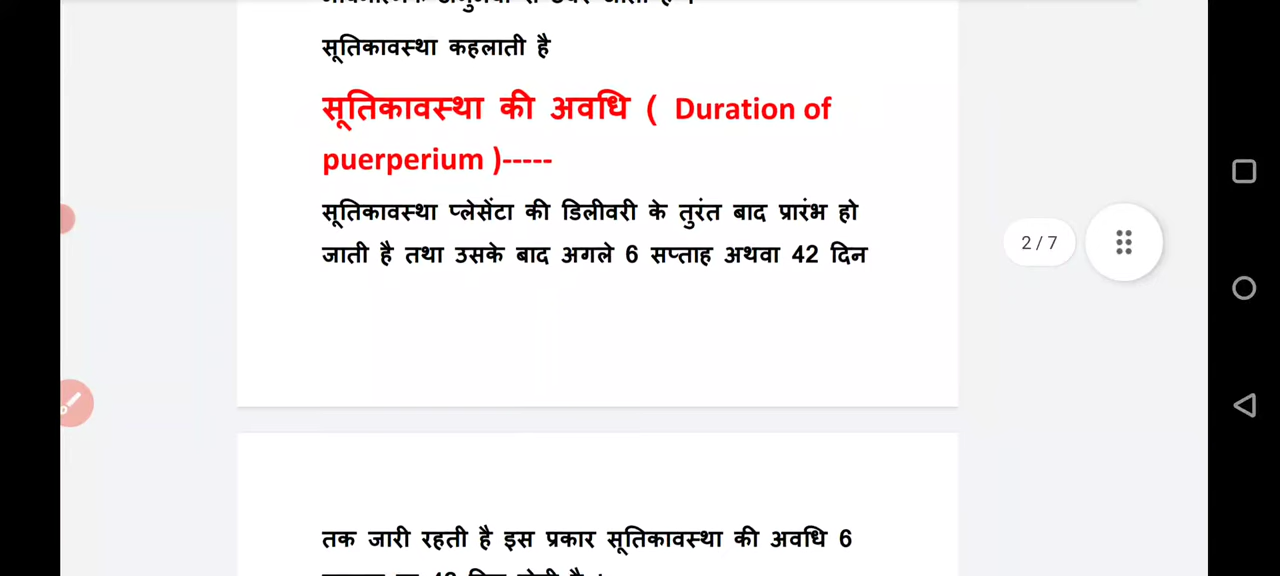 सूतिकावस्था कहलाती है
सूतिकावस्था की अवधि ( Duration of
puerperium )-----
सूतिकावस्था प्लेसेंटा की डिलीवरी के तुरंत बाद प्रारंभ हो
जाती है तथा उसके बाद अगले 6 सप्ताह अथवा 42 दिन
2 / 7
तक जारी रहती है इस प्रकार सूतिकावस्था की अवधि 6